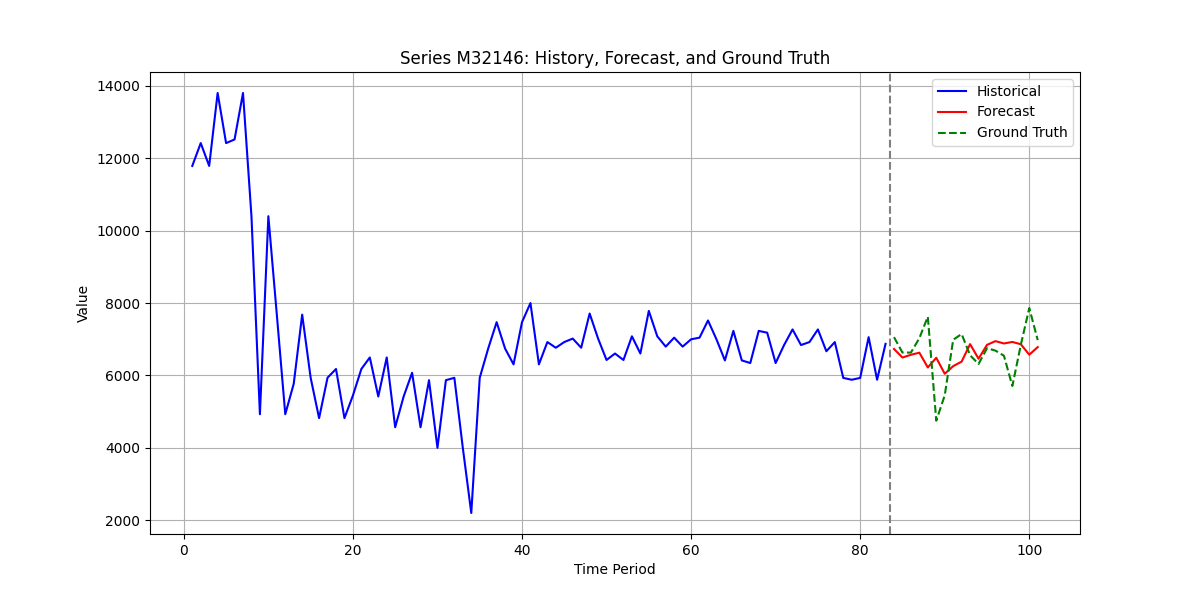 Series M32146: History, Forecast, and Ground Truth
14000
12000
10000
8000
6000
4000
2000
Value
0
20
40
60
80
100
Time Period
Historical
Forecast
Ground Truth